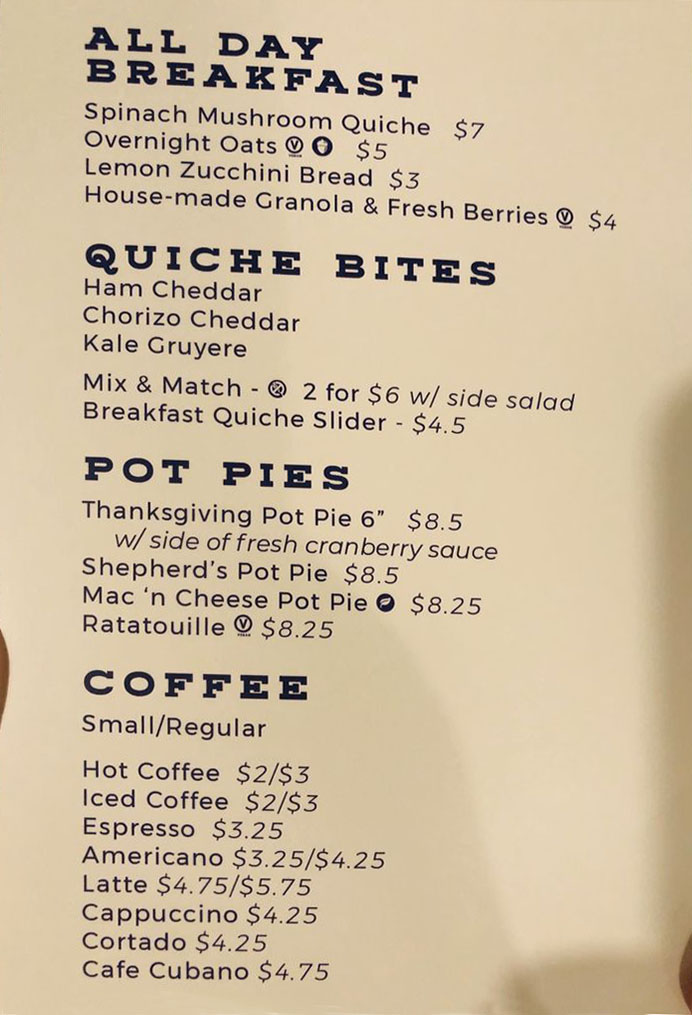 ALL DAY
BREAKFAST
Spinach Mushroom Quiche $7
Overnight Oats Ⓥ $5
Lemon Zucchini Bread $3
House-made Granola & Fresh Berries Ⓥ $4
QUICHE BITES
Ham Cheddar
Chorizo Cheddar
Kale Gruyere
Mix & Match - 2 for $6 w/ side salad
Breakfast Quiche Slider - $4.5
POT PIES
Thanksgiving Pot Pie 6” $8.5
w/ side of fresh cranberry sauce
Shepherd’s Pot Pie $8.5
Mac ‘n Cheese Pot Pie $8.25
Ratatouille Ⓥ $8.25
COFFEE
Small/Regular
Hot Coffee $2/$3
Iced Coffee $2/$3
Espresso $3.25
Americano $3.25/$4.25
Latte $4.75/$5.75
Cappuccino $4.25
Cortado $4.25
Cafe Cubano $4.75